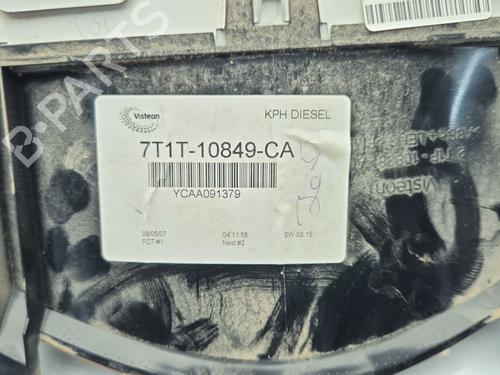 Visteon
KPH DIESEL
7T1T-10849-CA
YCAA091379
09/05/07
04:11:56
SW 03.15
FCT #1
Nest #2
Visteon